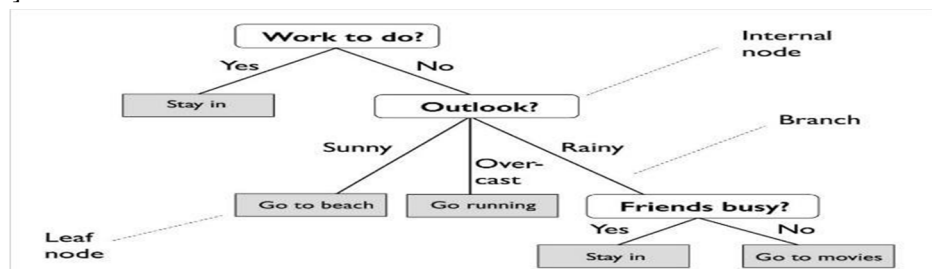 Work to do?
Internal
node
Yes
No
Stay in
Outlook?
Branch
Sunny
Over-
cast
Rainy
Go to beach
Go running
Friends busy?
Leaf
node
Yes
No
Stay in
Go to movies